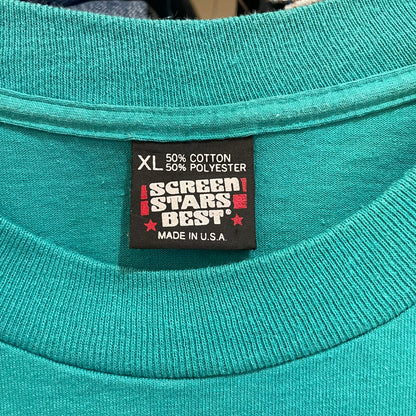 XL 50% COTTON
50% POLYESTER
SCREEN
STARS
BEST®
MADE IN U.S.A.